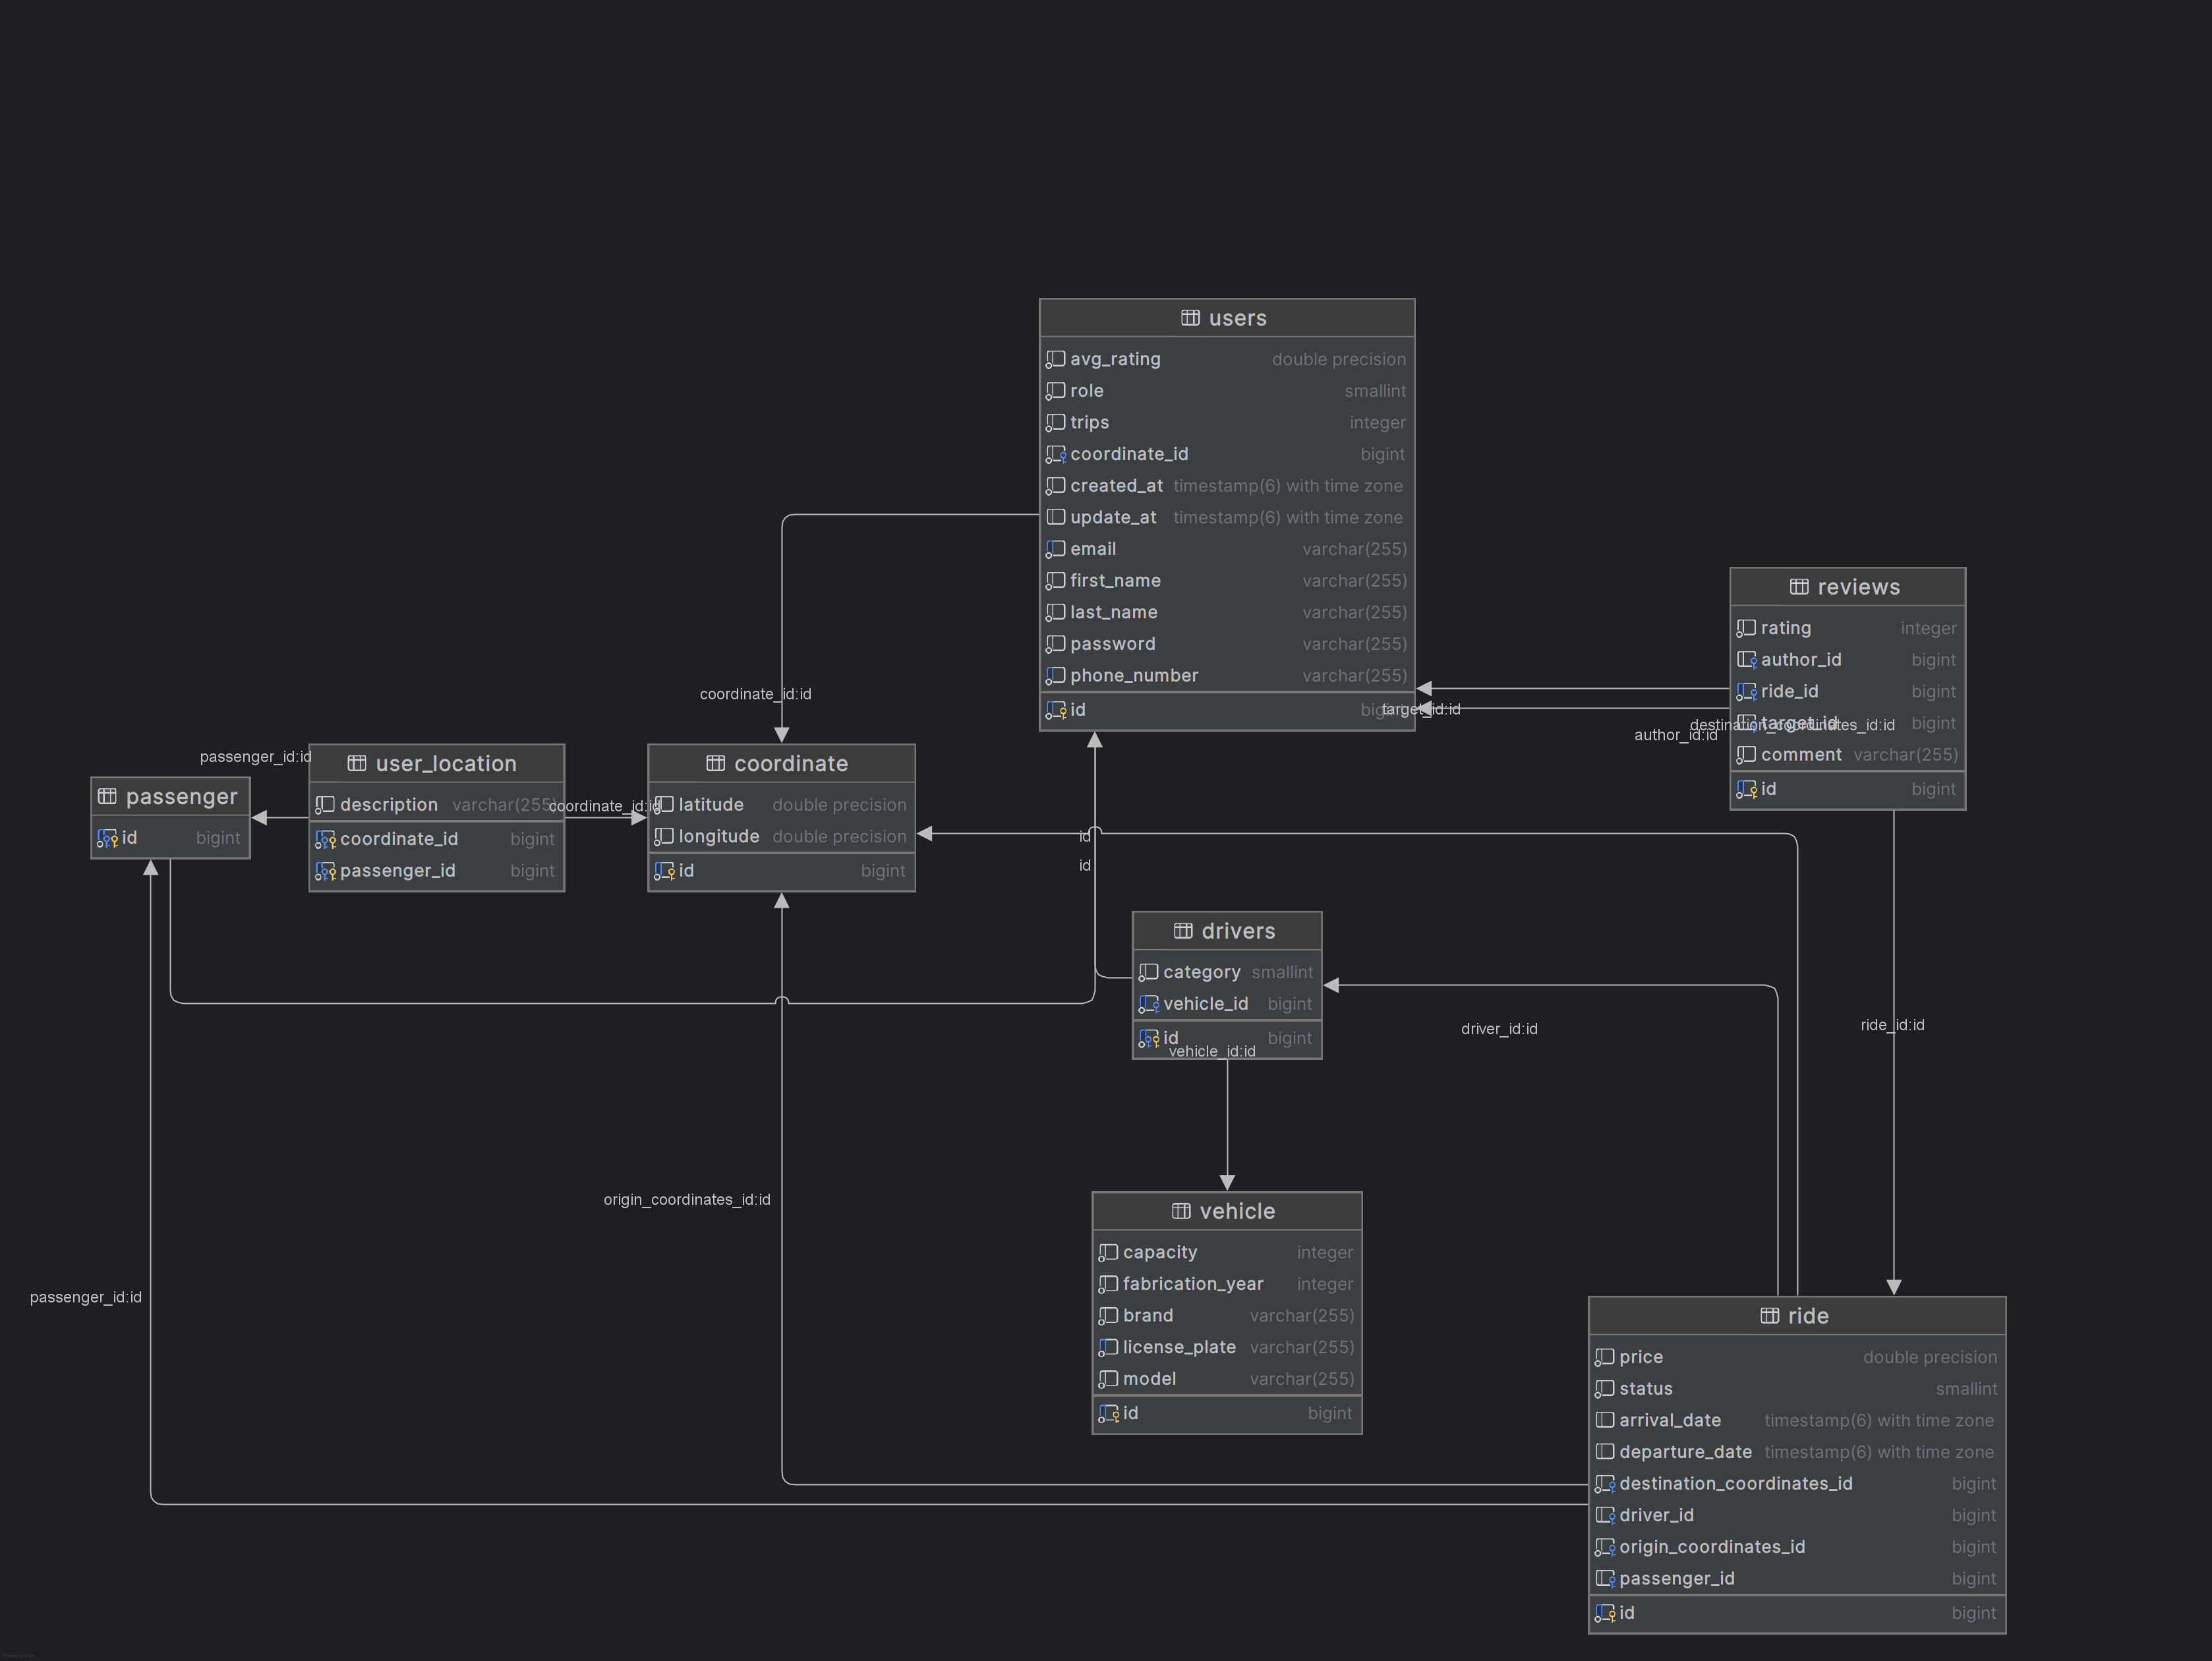 users
avg_rating double precision
role smallint
trips integer
coordinate_id bigint
created_at timestamp(6) with time zone
update_at timestamp(6) with time zone
email varchar(255)
first_name varchar(255)
last_name varchar(255)
password varchar(255)
phone_number varchar(255)
id bigint
reviews
rating integer
author_id bigint
ride_id bigint
target_id bigint
comment varchar(255)
id bigint
target_id:id
destination_coordinates_id:id
author_id:id
coordinate_id:id
passenger_id:id
passenger
id bigint
user_location
description varchar(255)
coordinate_id bigint
passenger_id bigint
coordinate_id:id
coordinate
latitude double precision
longitude double precision
id bigint
id
id
drivers
category smallint
vehicle_id bigint
id bigint
vehicle_id:id
driver_id:id
ride_id:id
origin_coordinates_id:id
passenger_id:id
vehicle
capacity integer
fabrication_year integer
brand varchar(255)
license_plate varchar(255)
model varchar(255)
id bigint
ride
price double precision
status smallint
arrival_date timestamp(6) with time zone
departure_date timestamp(6) with time zone
destination_coordinates_id bigint
driver_id bigint
origin_coordinates_id bigint
passenger_id bigint
id bigint